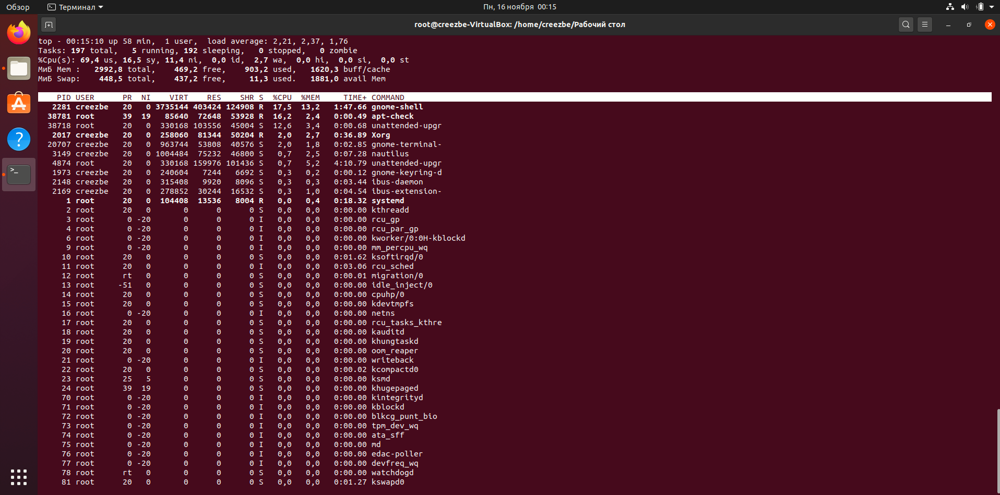 Обзор Терминал Пн, 16 ноября 00:15
root@creezbe-VirtualBox: /home/creezbe/Рабочий стол
top - 00:15:10 up 58 min,  1 user,  load average: 2,21, 2,37, 1,76
Tasks: 197 total,   5 running, 192 sleeping,   0 stopped,   0 zombie
%Cpu(s): 69,4 us, 16,5 sy, 11,4 ni,  0,0 id,  2,7 wa,  0,0 hi,  0,0 si,  0,0 st
МиБ Mem :   2992,8 total,    469,2 free,    903,2 used,   1620,3 buff/cache
МиБ Swap:    448,5 total,    437,2 free,     11,3 used.   1881,0 avail Mem
PID USER      PR  NI    VIRT    RES    SHR S  %CPU  %MEM     TIME+ COMMAND
2281 creezbe   20   0 3735144 403424 124908 R  17,5  13,2   1:47.66 gnome-shell
38781 root      39  19   85640  72648  53928 R  16,2   2,4   0:00.49 apt-check
38718 root      20   0  330168 103556  45004 S  12,6   3,4   0:00.68 unattended-upgr
2017 creezbe   20   0  258060  81344  50204 R   2,0   2,7   0:36.89 Xorg
20707 creezbe   20   0  963744  53808  40576 S   2,0   1,8   0:02.85 gnome-terminal-
3149 creezbe   20   0 1004484  75232  46800 S   0,7   2,5   0:07.28 nautilus
4874 root      20   0  330168 159976 101436 S   0,7   5,2   4:10.79 unattended-upgr
1973 creezbe   20   0  240604   7244   6692 S   0,3   0,2   0:00.12 gnome-keyring-d
2148 creezbe   20   0  315408   9920   8096 S   0,3   0,3   0:03.44 ibus-daemon
2169 creezbe   20   0  278852  30244  16532 S   0,3   1,0   0:04.54 ibus-extension-
1 root      20   0  104408  13536   8004 R   0,0   0,4   0:18.32 systemd
2 root      20   0       0      0      0 S   0,0   0,0   0:00.00 kthreadd
3 root       0 -20       0      0      0 I   0,0   0,0   0:00.00 rcu_gp
4 root       0 -20       0      0      0 I   0,0   0,0   0:00.00 rcu_par_gp
6 root       0 -20       0      0      0 I   0,0   0,0   0:00.00 kworker/0:0H-kblockd
9 root       0 -20       0      0      0 I   0,0   0,0   0:00.00 mm_percpu_wq
10 root      20   0       0      0      0 S   0,0   0,0   0:01.62 ksoftirqd/0
11 root      20   0       0      0      0 I   0,0   0,0   0:03.06 rcu_sched
12 root      rt   0       0      0      0 S   0,0   0,0   0:00.01 migration/0
13 root     -51   0       0      0      0 S   0,0   0,0   0:00.00 idle_inject/0
14 root      20   0       0      0      0 S   0,0   0,0   0:00.00 cpuhp/0
15 root      20   0       0      0      0 S   0,0   0,0   0:00.00 kdevtmpfs
16 root       0 -20       0      0      0 I   0,0   0,0   0:00.00 netns
17 root      20   0       0      0      0 S   0,0   0,0   0:00.00 rcu_tasks_kthre
18 root      20   0       0      0      0 S   0,0   0,0   0:00.00 kauditd
19 root      20   0       0      0      0 S   0,0   0,0   0:00.00 khungtaskd
20 root      20   0       0      0      0 S   0,0   0,0   0:00.00 oom_reaper
21 root       0 -20       0      0      0 I   0,0   0,0   0:00.00 writeback
22 root      20   0       0      0      0 S   0,0   0,0   0:00.02 kcompactd0
23 root      25   5       0      0      0 S   0,0   0,0   0:00.00 ksmd
24 root      39  19       0      0      0 S   0,0   0,0   0:00.00 khugepaged
70 root       0 -20       0      0      0 I   0,0   0,0   0:00.00 kintegrityd
71 root       0 -20       0      0      0 I   0,0   0,0   0:00.00 kblockd
72 root       0 -20       0      0      0 I   0,0   0,0   0:00.00 blkcg_punt_bio
73 root       0 -20       0      0      0 I   0,0   0,0   0:00.00 tpm_dev_wq
74 root       0 -20       0      0      0 I   0,0   0,0   0:00.00 ata_sff
75 root       0 -20       0      0      0 I   0,0   0,0   0:00.00 md
76 root       0 -20       0      0      0 I   0,0   0,0   0:00.00 edac-poller
77 root       0 -20       0      0      0 I   0,0   0,0   0:00.00 devfreq_wq
78 root      rt   0       0      0      0 S   0,0   0,0   0:00.00 watchdogd
81 root      20   0       0      0      0 S   0,0   0,0   0:01.27 kswapd0